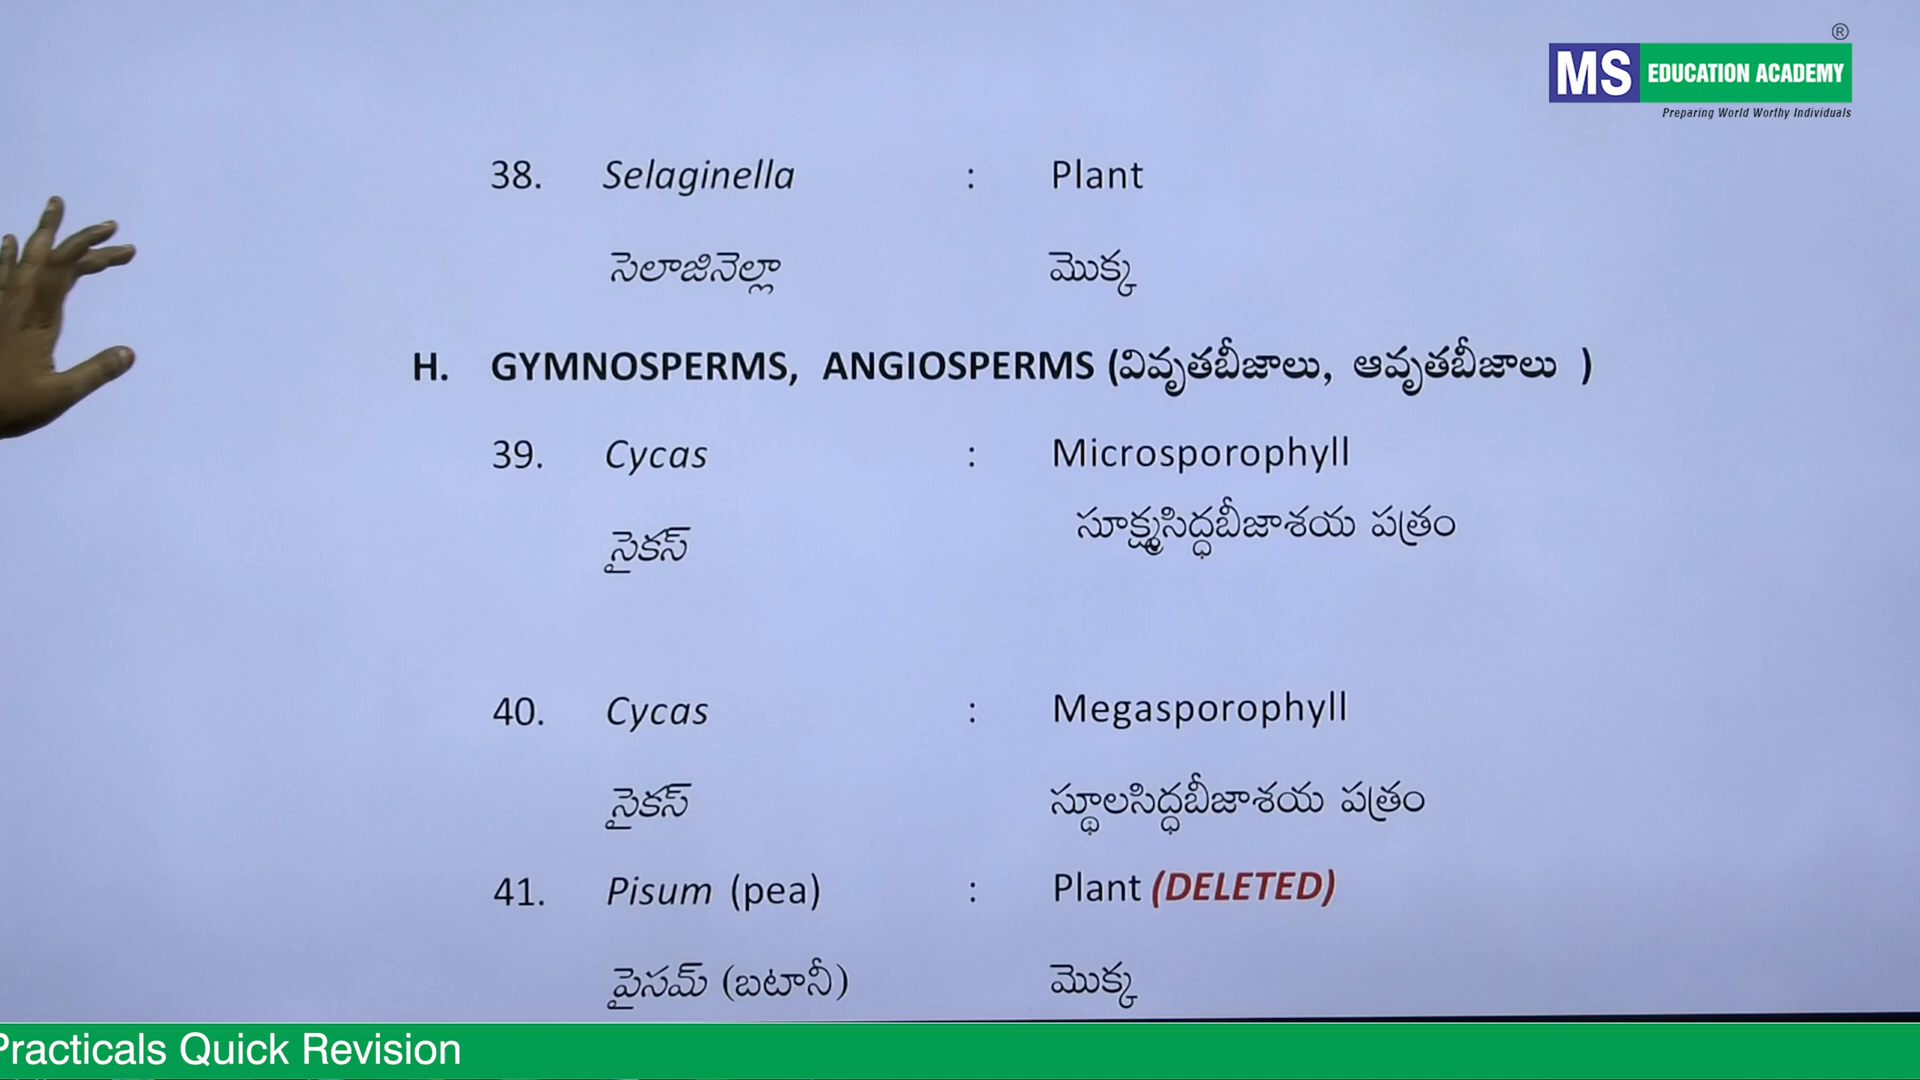 ®
MS EDUCATION ACADEMY
Preparing World Worthy Individuals
38. Selaginella : Plant
సెలాజినెల్లా మొక్క
H. GYMNOSPERMS, ANGIOSPERMS (వివృతబీజాలు, ఆవృతబీజాలు )
39. Cycas : Microsporophyll
సూక్ష్మసిద్ధబీజాశయ పత్రం
సైకస్
40. Cycas : Megasporophyll
సైకస్ స్థూలసిద్ధబీజాశయ పత్రం
41. Pisum (pea) : Plant (DELETED)
పైసమ్ (బటానీ) మొక్క
Practicals Quick Revision